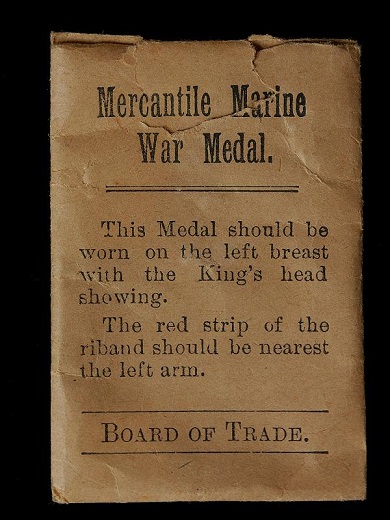 Mercantile Marine
War Medal.
This Medal should be
worn on the left breast
with the King's head
showing.
The red strip of the
riband should be nearest
the left arm.
BOARD OF TRADE.